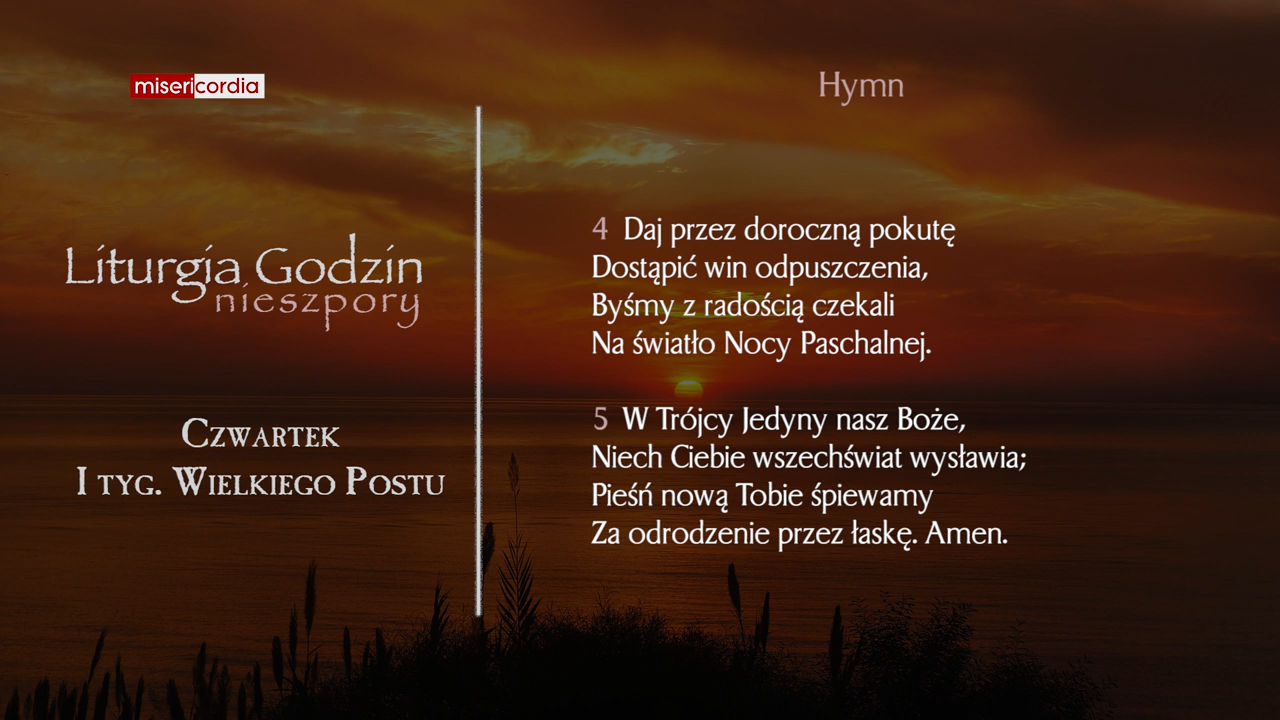 misericordia
Liturgia Godzin
nieszpory
Czwartek
I tyg. Wielkiego Postu
Hymn
4 Daj przez doroczną pokutę
Dostąpić win odpuszczenia,
Byśmy z radością czekali
Na światło Nocy Paschalnej.
5 W Trójcy Jedyny nasz Boże,
Niech Ciebie wszechświat wysławia;
Pieśń nową Tobie śpiewamy
Za odrodzenie przez łaskę. Amen.